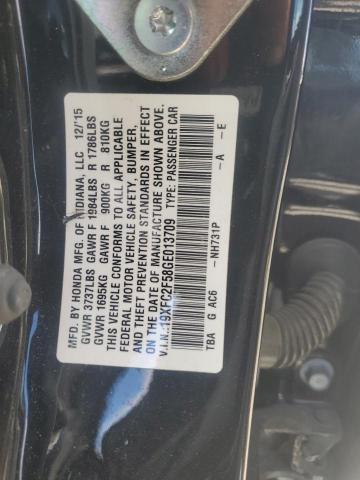 MFD. BY HONDA MFG. OF INDIANA, LLC 12/'15
GVWR 3737LBS GAWR F 1984LBS R 1786LBS
GVWR 1695KG GAWR F 900KG R 810KG
THIS VEHICLE CONFORMS TO ALL APPLICABLE
FEDERAL MOTOR VEHICLE SAFETY, BUMPER,
AND THEFT PREVENTION STANDARDS IN EFFECT
ON THE DATE OF MANUFACTURE SHOWN ABOVE.
V.I.N.:19XFC2F58GE013709 TYPE: PASSENGER CAR
-NH731P -A -E
TBA G AC6